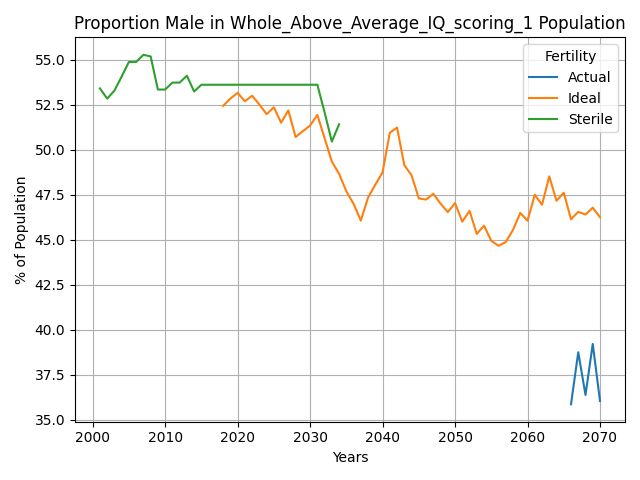 Proportion Male in Whole_Above_Average_IQ_scoring_1 Population
Fertility
Actual
Ideal
Sterile
% of Population
55.0
52.5
50.0
47.5
45.0
42.5
40.0
37.5
35.0
2000 2010 2020 2030 2040 2050 2060 2070
Years